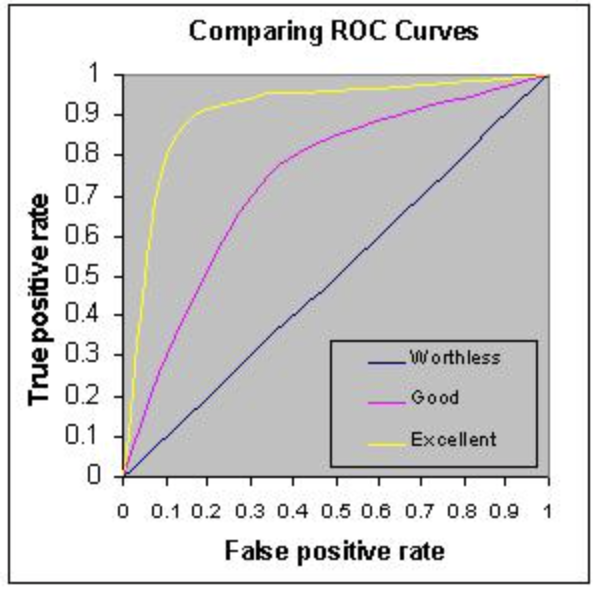 Comparing ROC Curves
1
0.9
0.8
0.7
0.6
0.5
0.4
0.3
0.2
0.1
0
True positive rate
0 0.1 0.2 0.3 0.4 0.5 0.6 0.7 0.8 0.9 1
False positive rate
Worthless
Good
Excellent